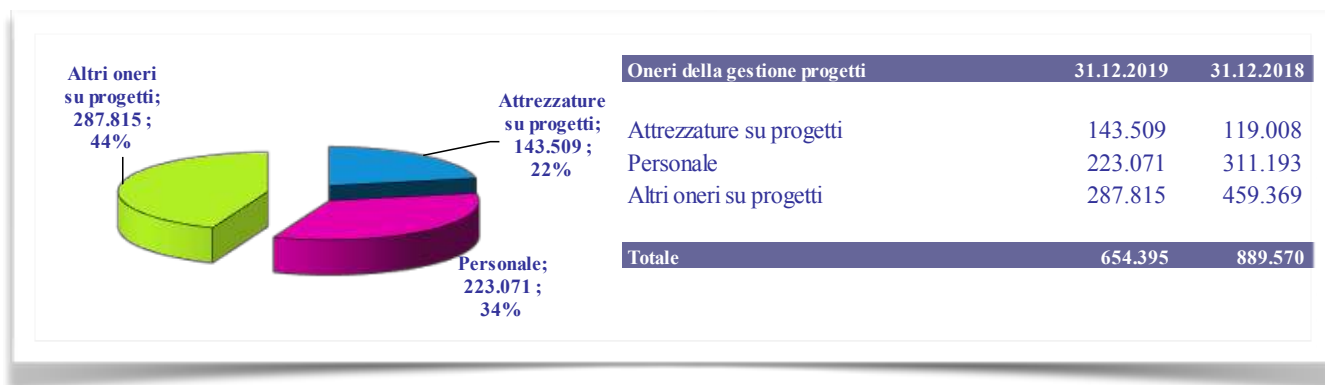 Altri oneri
su progetti;
287.815 ;
44%
Attrezzature
su progetti;
143.509 ;
22%
Personale;
223.071 ;
34%
Oneri della gestione progetti 31.12.2019 31.12.2018
Attrezzature su progetti 143.509 119.008
Personale 223.071 311.193
Altri oneri su progetti 287.815 459.369
Totale 654.395 889.570